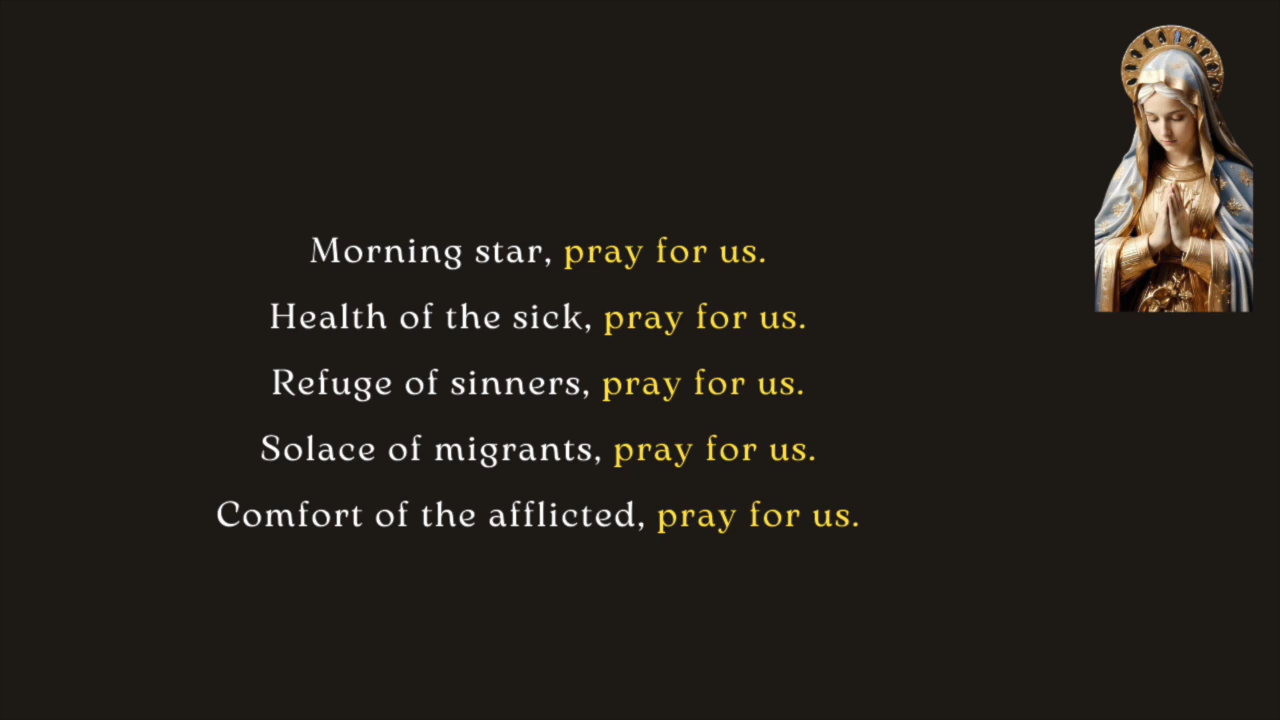 Morning star, pray for us.
Health of the sick, pray for us.
Refuge of sinners, pray for us.
Solace of migrants, pray for us.
Comfort of the afflicted, pray for us.